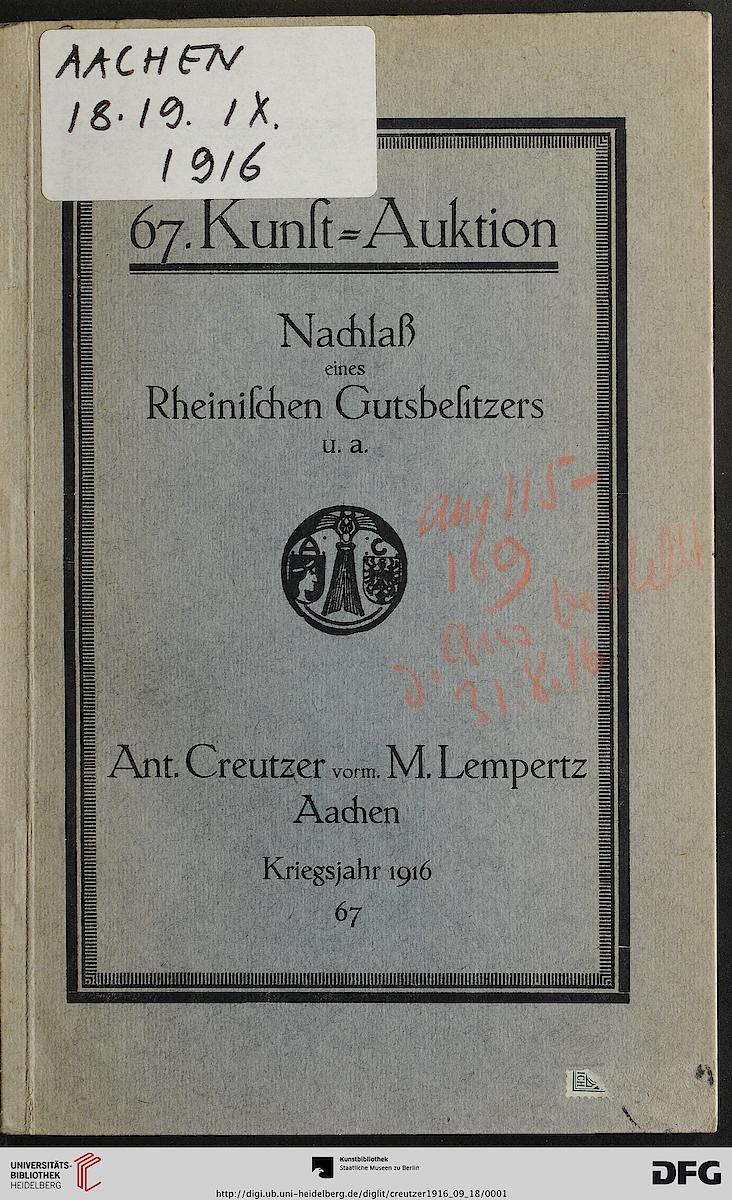 AACHEN
18.19. IX.
1916
67. Kunſt=Auktion
Nachlaß
eines
Rheiniſchen Gutsbeſitzers
u. a.
aus 115-
169
31.8.16
Ant. Creutzer vorm. M. Lempertz
Aachen
Kriegsjahr 1916
67
UNIVERSITÄTS-
BIBLIOTHEK
HEIDELBERG
Kunstbibliothek
Staatliche Museen zu Berlin
DFG
http://digi.ub.uni-heidelberg.de/diglit/creutzer1916_09_18/0001